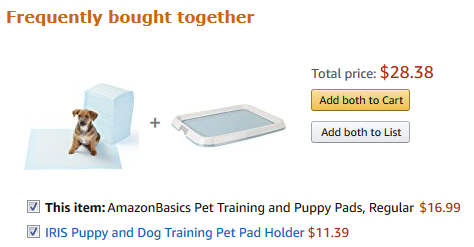 Frequently bought together
Total price: $28.38
+
Add both to Cart
Add both to List
This item: AmazonBasics Pet Training and Puppy Pads, Regular $16.99
IRIS Puppy and Dog Training Pet Pad Holder $11.39